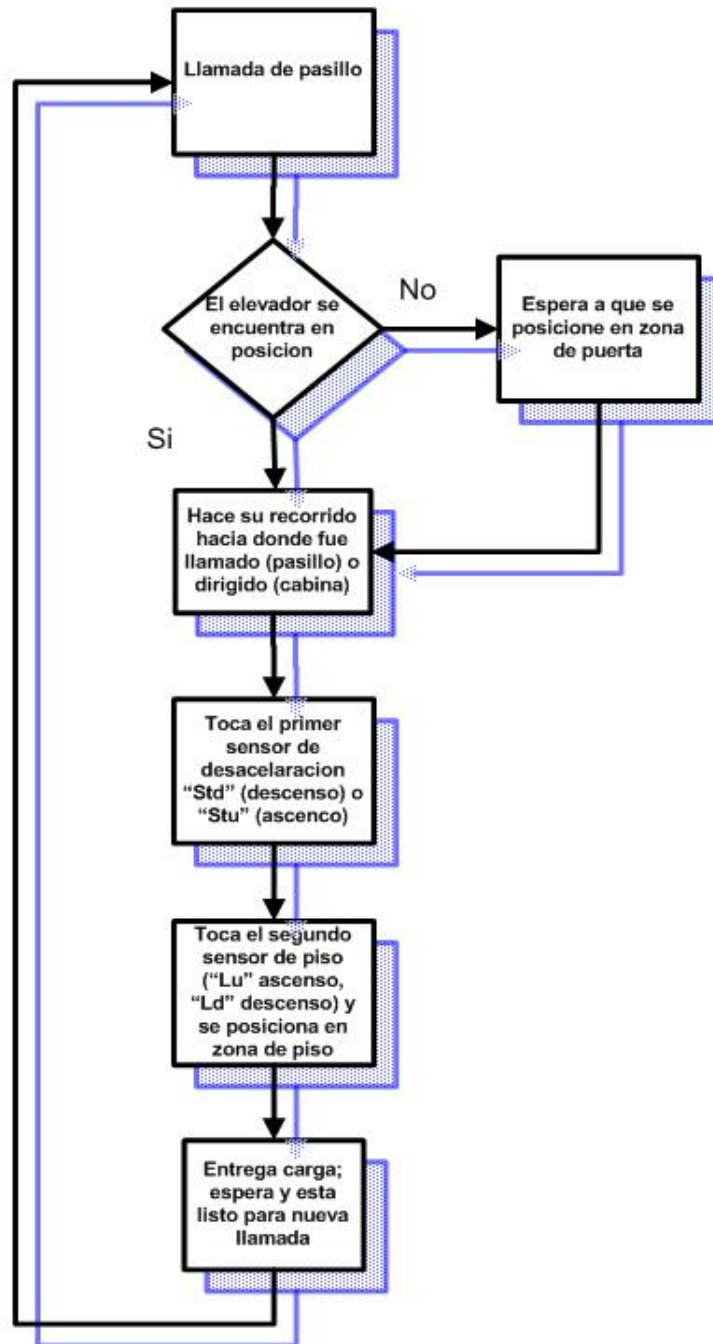 Llamada de pasillo
El elevador se
encuentra en
posicion
No
Espera a que se
posicione en zona
de puerta
Si
Hace su recorrido
hacia donde fue
llamado (pasillo) o
dirigido (cabina)
Toca el primer
sensor de
desacelaracion
“Std” (descenso) o
“Stu” (ascenco)
Toca el segundo
sensor de piso
(“Lu” ascenso,
“Ld” descenso) y
se posiciona en
zona de piso
Entrega carga;
espera y esta
listo para nueva
llamada